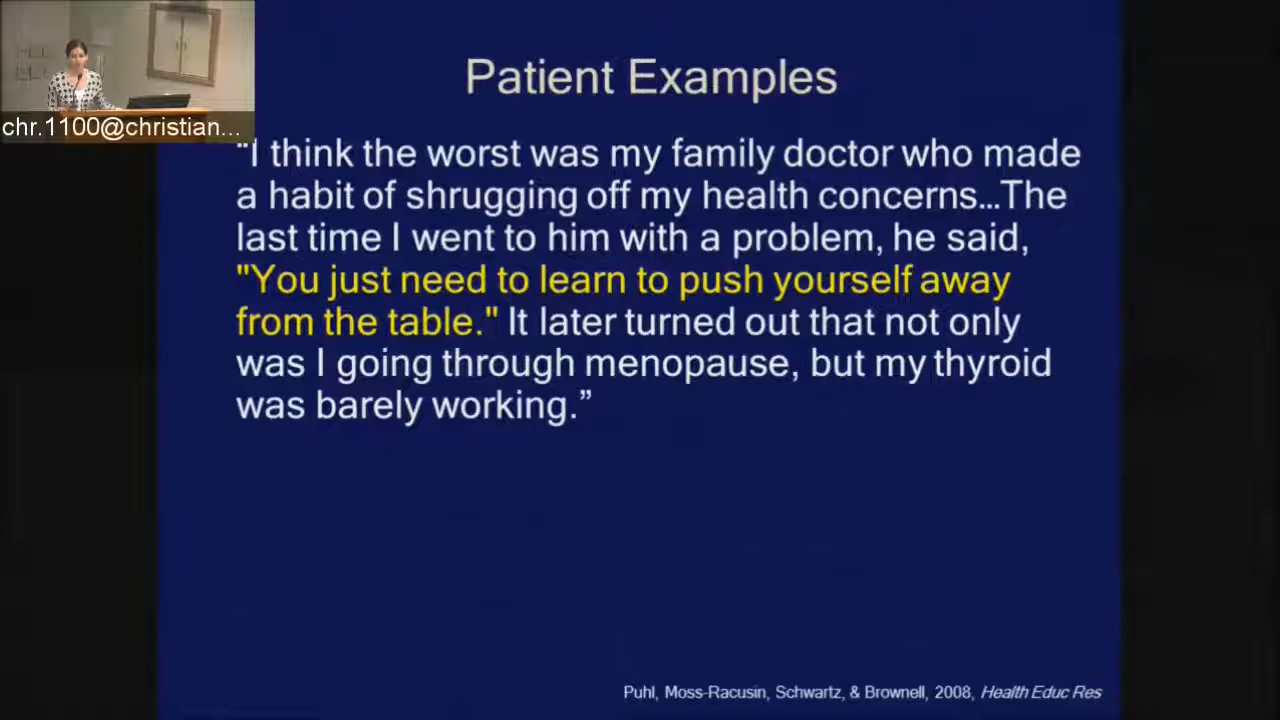 Patient Examples
chr.1100@christian...
"I think the worst was my family doctor who made
a habit of shrugging off my health concerns...The
last time I went to him with a problem, he said,
"You just need to learn to push yourself away
from the table." It later turned out that not only
was I going through menopause, but my thyroid
was barely working.”
Puhl, Moss-Racusin, Schwartz, & Brownell, 2008, Health Educ Res